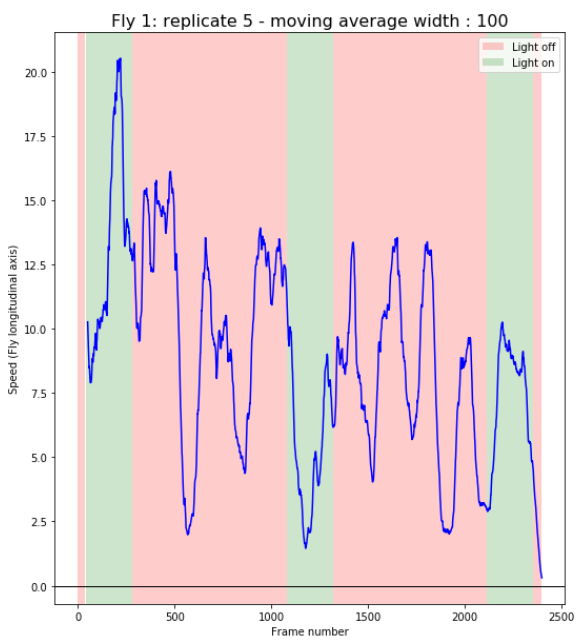 Fly 1: replicate 5 - moving average width : 100
Light off
Light on
20.0
17.5
15.0
12.5
10.0
7.5
5.0
2.5
0.0
Speed (Fly longitudinal axis)
0 500 1000 1500 2000 2500
Frame number